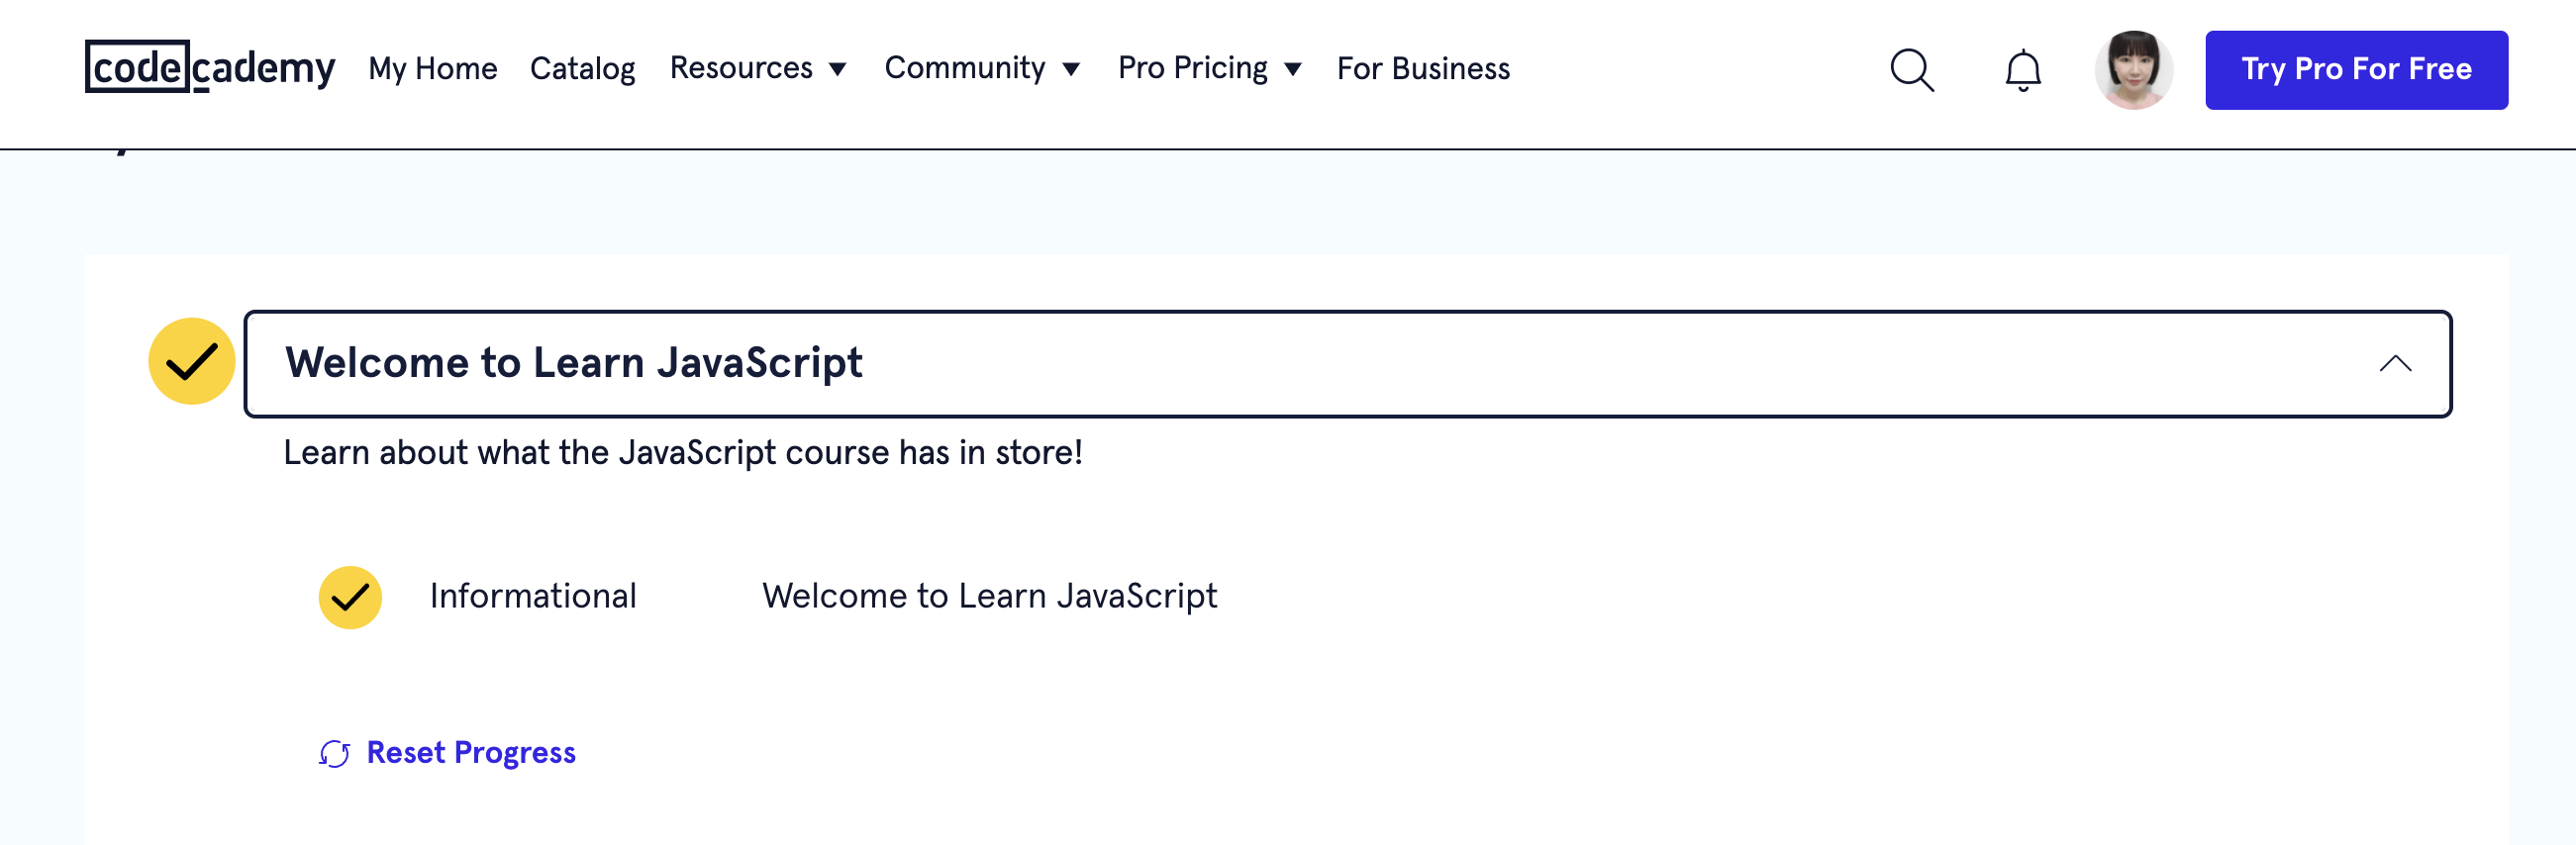 codecademy My Home Catalog Resources Community Pro Pricing For Business Try Pro For Free
Welcome to Learn JavaScript
Learn about what the JavaScript course has in store!
Informational Welcome to Learn JavaScript
Reset Progress